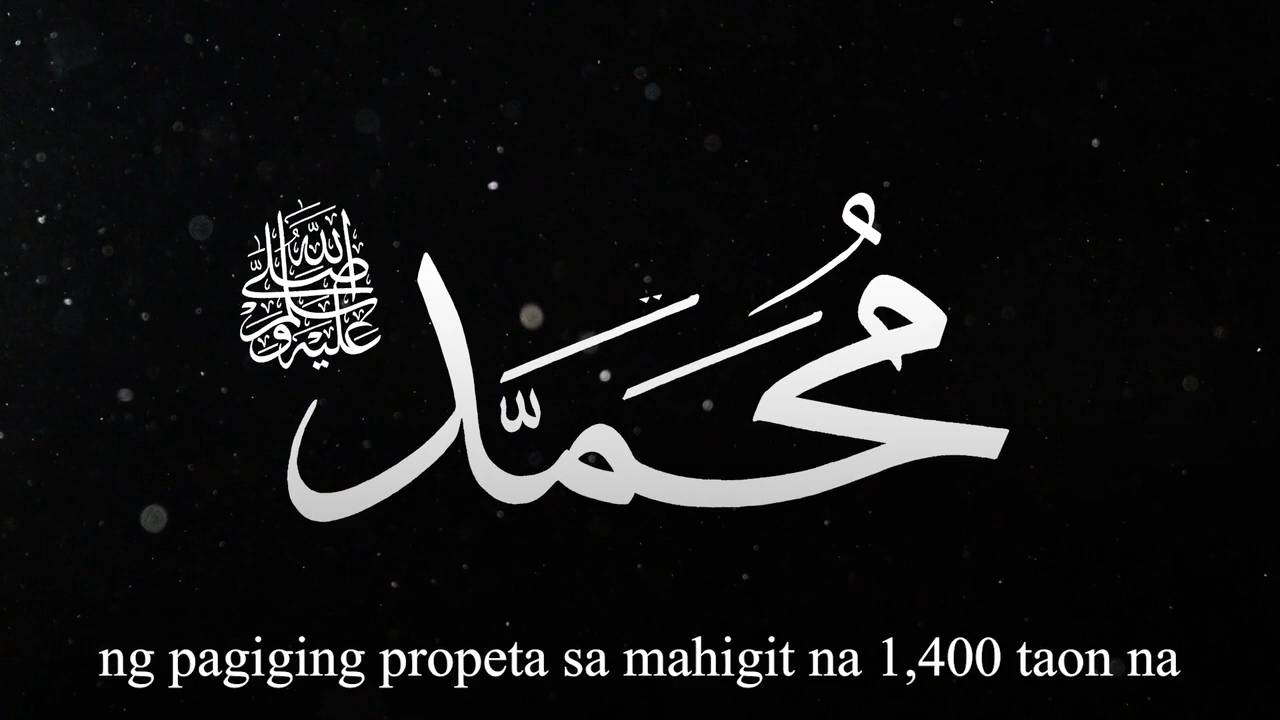 مُحَمَّد
صلى الله عليه وسلم
ng pagiging propeta sa mahigit na 1,400 taon na